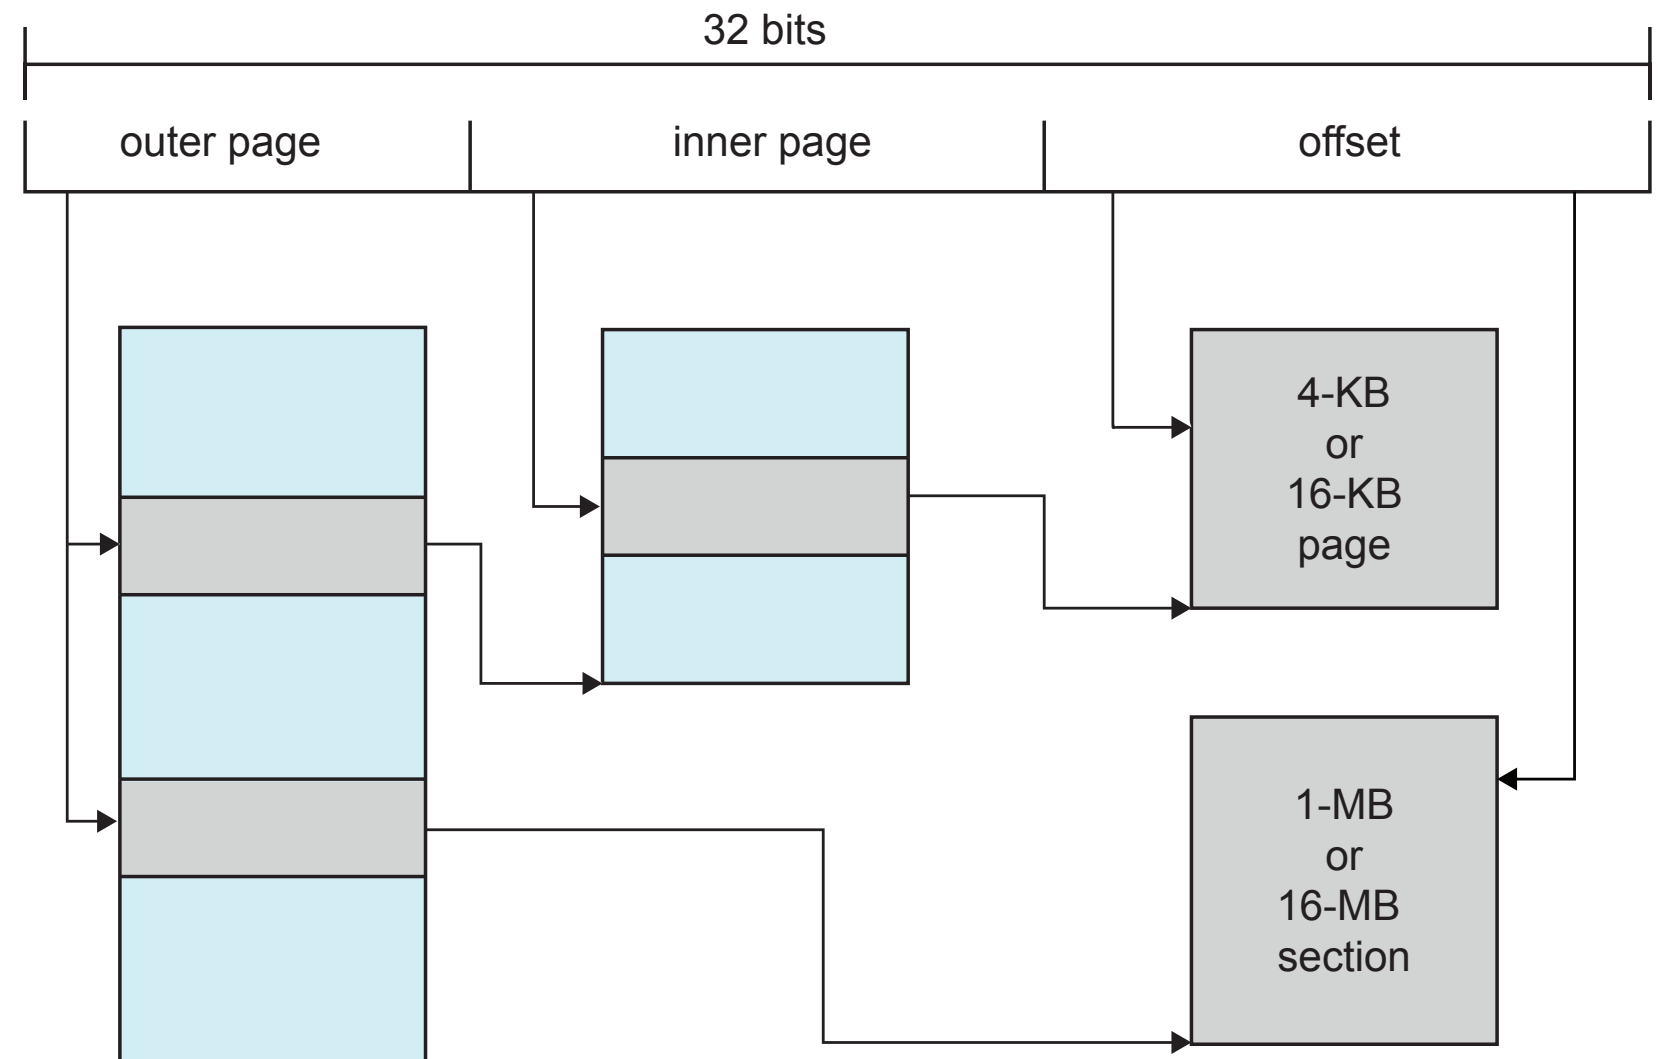 32 bits
outer page
inner page
offset
4-KB
or
16-KB
page
1-MB
or
16-MB
section